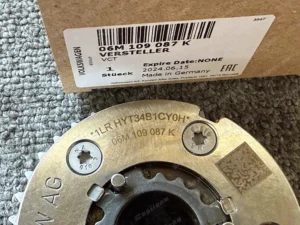 VOLKSWAGEN
06M 109 087 K
VERSTELLER
VCT
1
Stück
Expire Date:NONE
2024.06.15
Made in Germany
EAC
*1LR HYT34B1CY0H*
06M 109 087 K
W AG